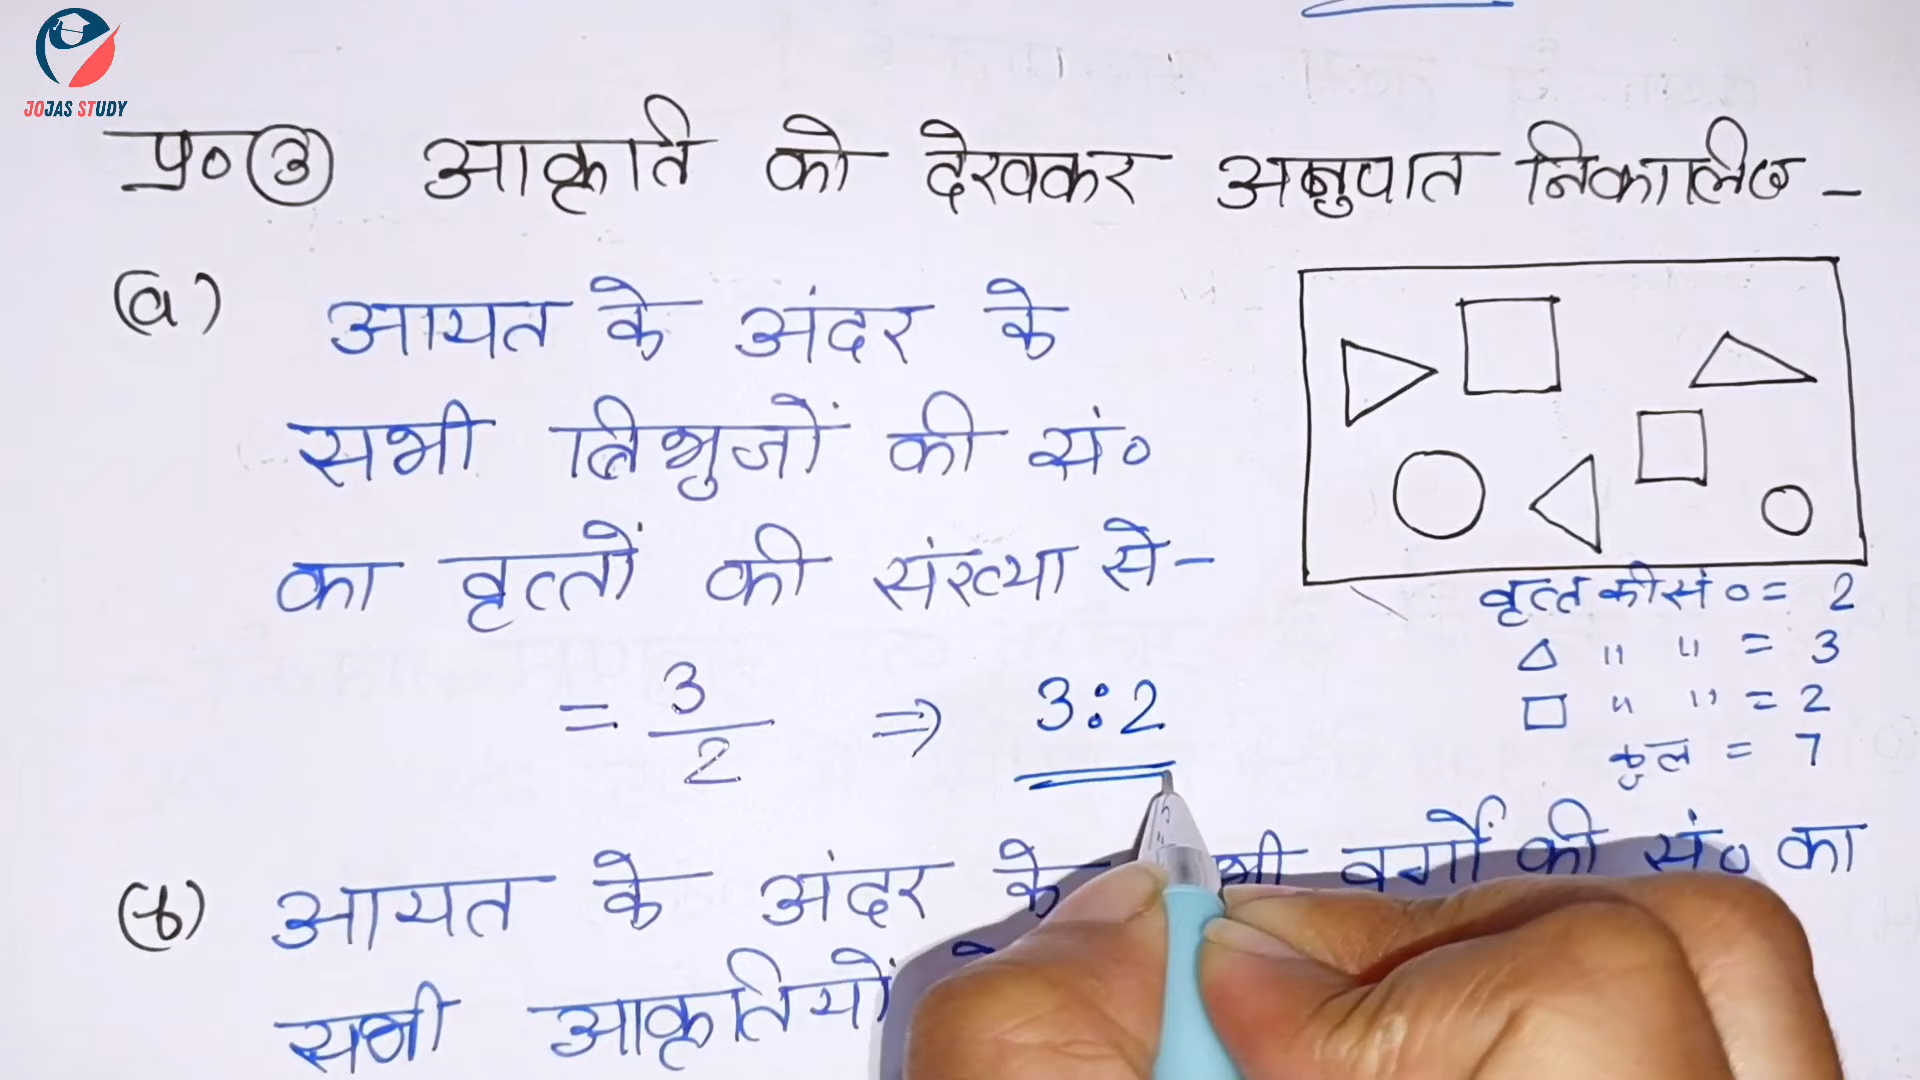 JOJAS STUDY
प्र० ③ आकृति को देखकर अनुपात निकालिए -
(a) आयत के अंदर के
सभी त्रिभुजों की सं०
का वृत्तों की संख्या से -
= 3/2 ⇒ 3:2
वृत्त की सं० = 2
△ " " = 3
□ " " = 2
कुल = 7
(b) आयत के अंदर के वर्गों की सं० का
सभी आकृतियों